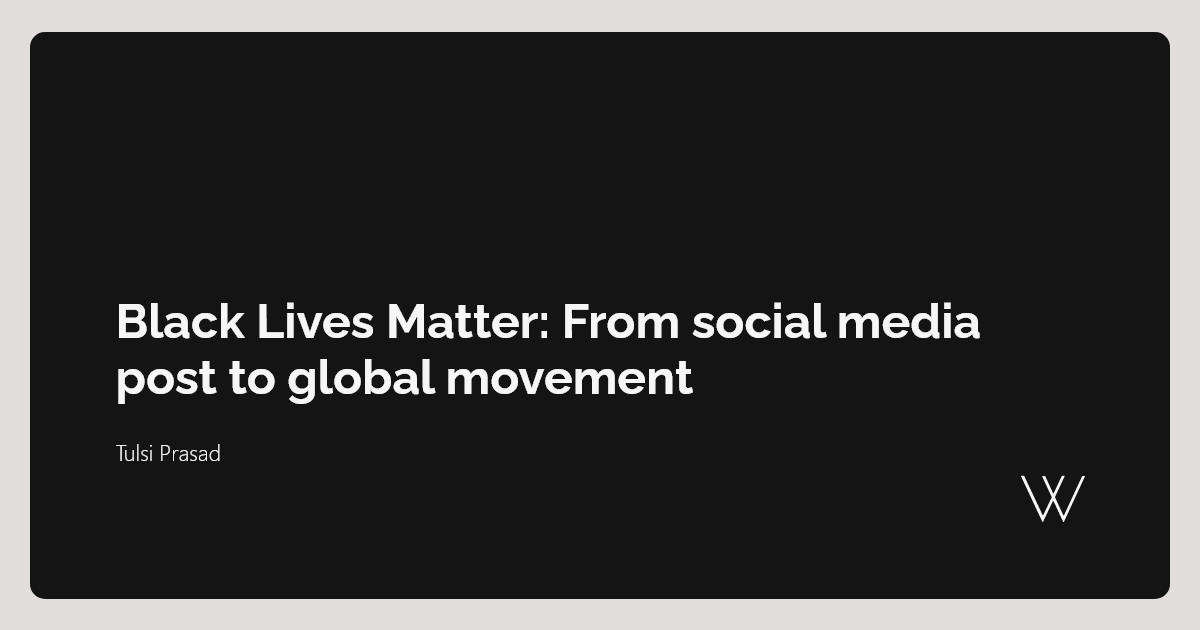 Black Lives Matter: From social media
post to global movement
Tulsi Prasad
W